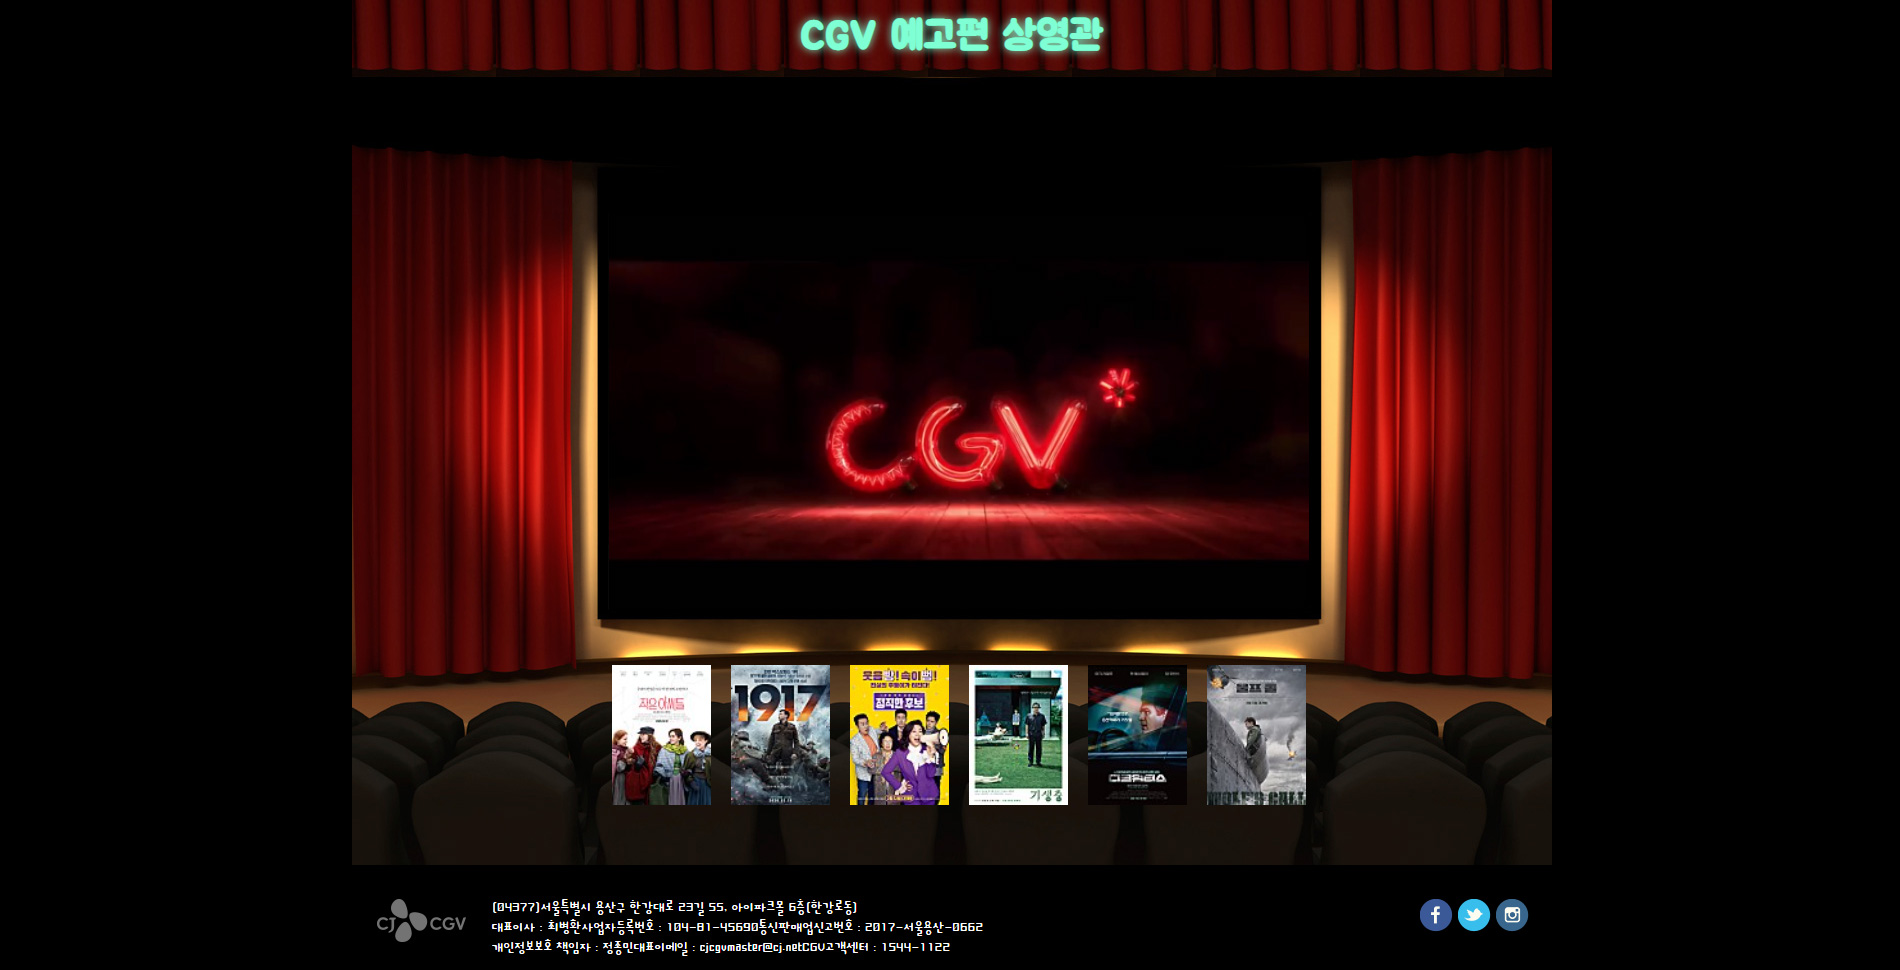 CGV 예고편 상영관
CGV
작은 아씨들
1917
웃음빵! 속이뻥!
정직한 후보
기생충
다크 워터스
울프 콜
CJ CGV
(04377)서울특별시 용산구 한강대로 23길 55, 아이파크몰 6층(한강로동)
대표이사 : 최병환사업자등록번호 : 104-81-45690통신판매업신고번호 : 2017-서울용산-0662
개인정보보호 책임자 : 정종민대표이메일 : cjcgvmaster@cj.netCGV고객센터 : 1544-1122